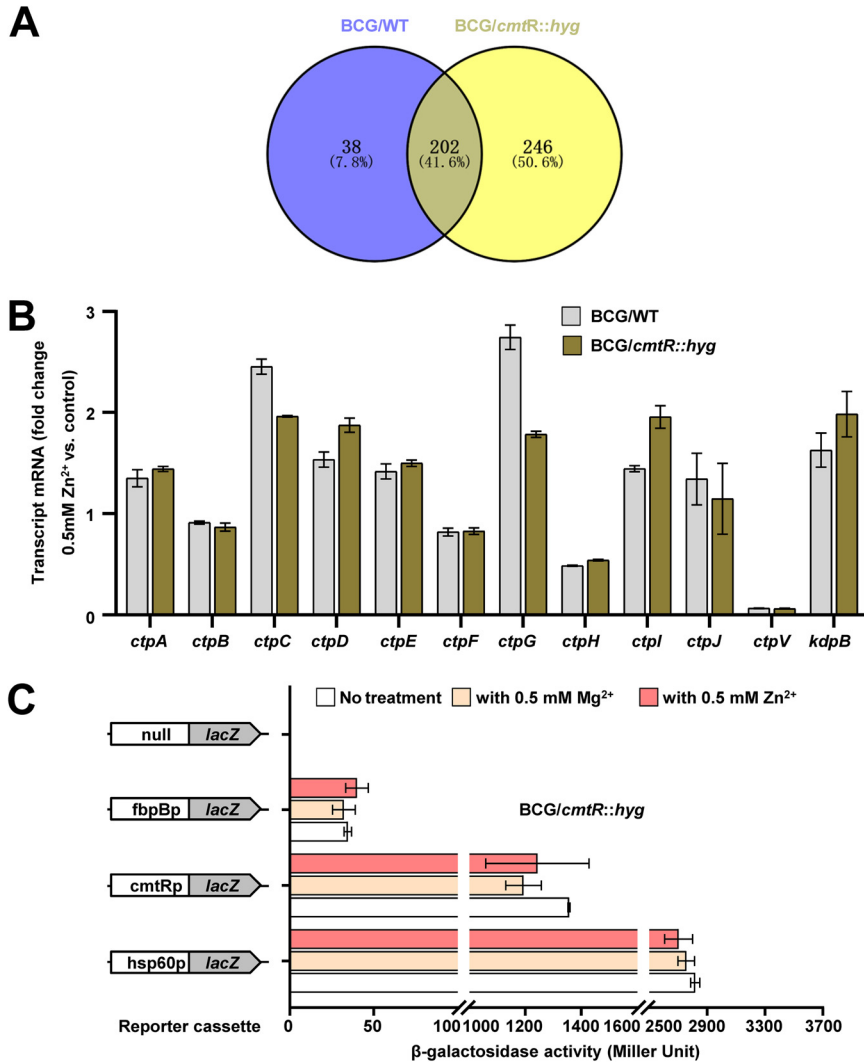 A
BCG/WT
BCG/cmtR::hyg
38
(7.8%)
202
(41.6%)
246
(50.6%)
B
Transcript mRNA (fold change
0.5mM Zn²⁺ vs. control)
3
2
1
0
BCG/WT
BCG/cmtR::hyg
ctpA ctpB ctpC ctpD ctpE ctpF ctpG ctpH ctpI ctpJ ctpV kdpB
C
No treatment with 0.5 mM Mg²⁺ with 0.5 mM Zn²⁺
null lacZ
fbpBp lacZ
BCG/cmtR::hyg
cmtRp lacZ
hsp60p lacZ
0 50 100 1000 1200 1400 1600 2500 2900 3300 3700
Reporter cassette
β-galactosidase activity (Miller Unit)